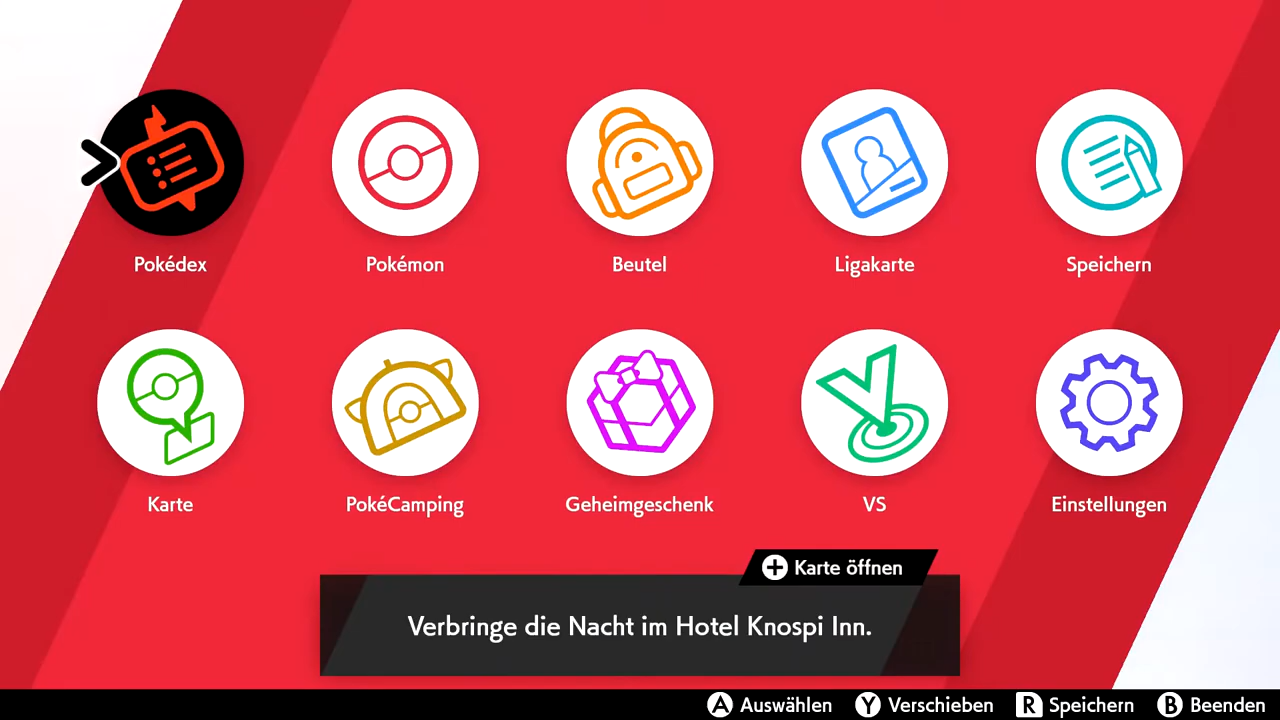 Pokédex
Pokémon
Beutel
Ligakarte
Speichern
Karte
PokéCamping
Geheimgeschenk
VS
Einstellungen
Karte öffnen
Verbringe die Nacht im Hotel Knospi Inn.
A Auswählen Y Verschieben R Speichern B Beenden